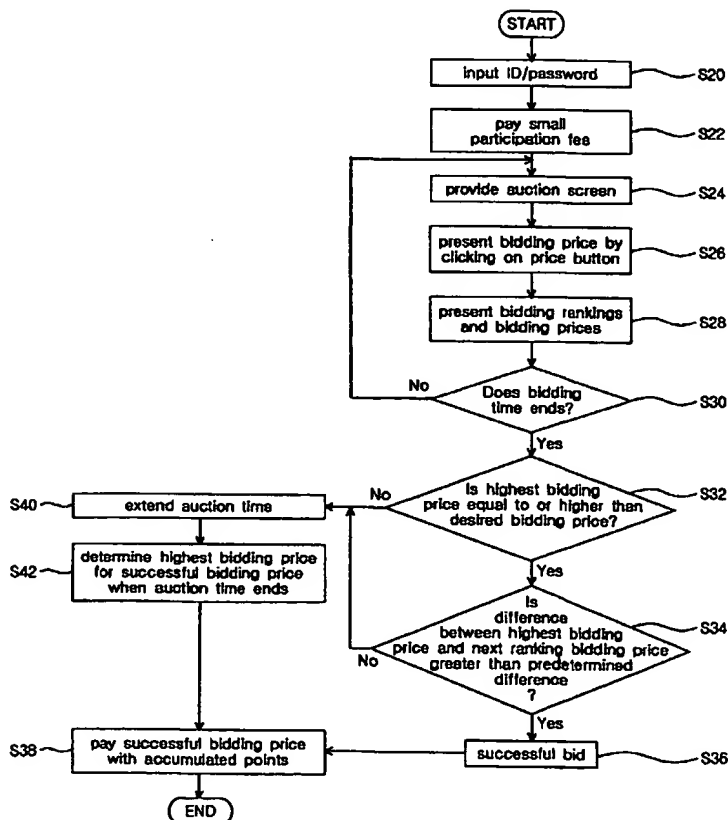 START
input ID/password
S20
pay small
participation fee
S22
provide auction screen
S24
present bidding price by
clicking on price button
S26
present bidding rankings
and bidding prices
S28
No
Does bidding
time ends?
S30
Yes
S40
extend auction time
No
Is highest bidding
price equal to or higher than
desired bidding price?
S32
S42
determine highest bidding price
for successful bidding price
when auction time ends
Yes
Is
difference
between highest bidding
price and next ranking bidding price
greater than predetermined
difference
?
S34
No
Yes
S38
pay successful bidding price
with accumulated points
successful bid
S36
END